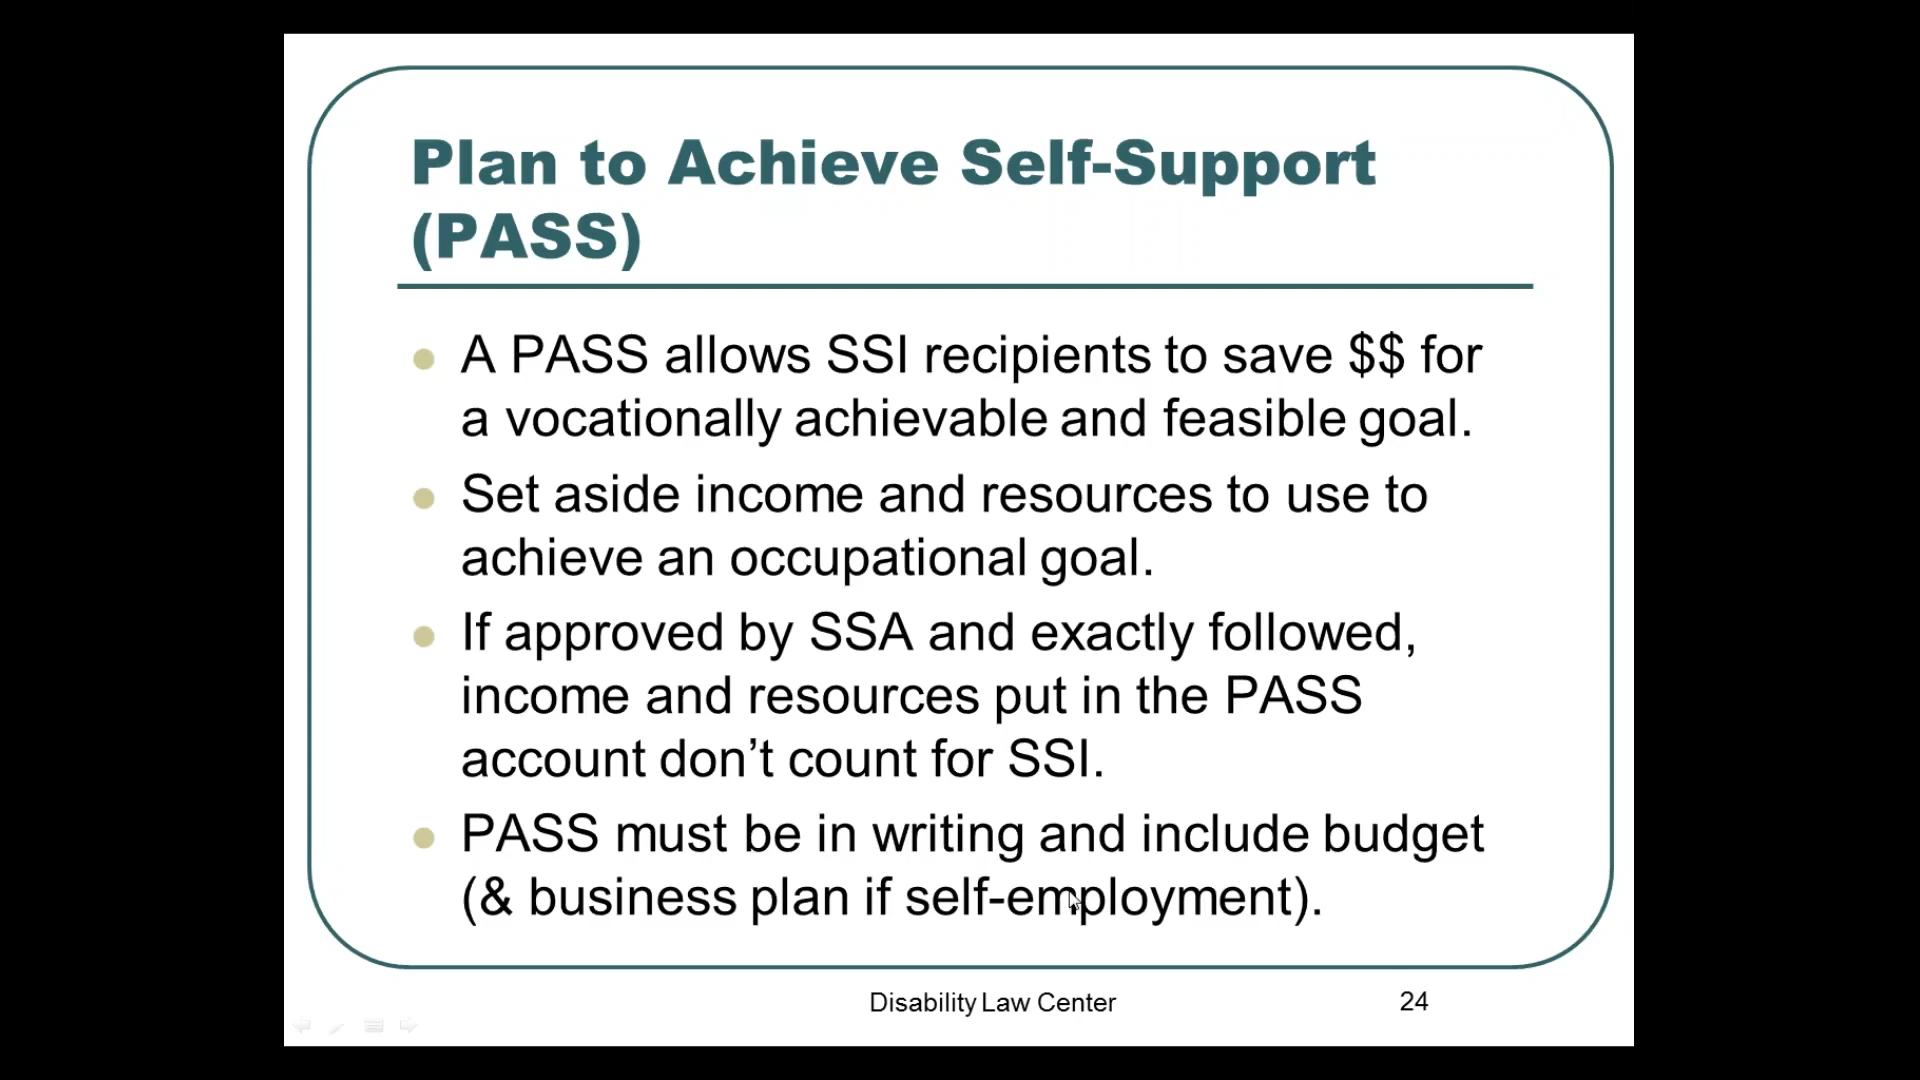 Plan to Achieve Self-Support
(PASS)
A PASS allows SSI recipients to save $$ for
a vocationally achievable and feasible goal.
Set aside income and resources to use to
achieve an occupational goal.
If approved by SSA and exactly followed,
income and resources put in the PASS
account don’t count for SSI.
PASS must be in writing and include budget
(& business plan if self-employment).
Disability Law Center
24